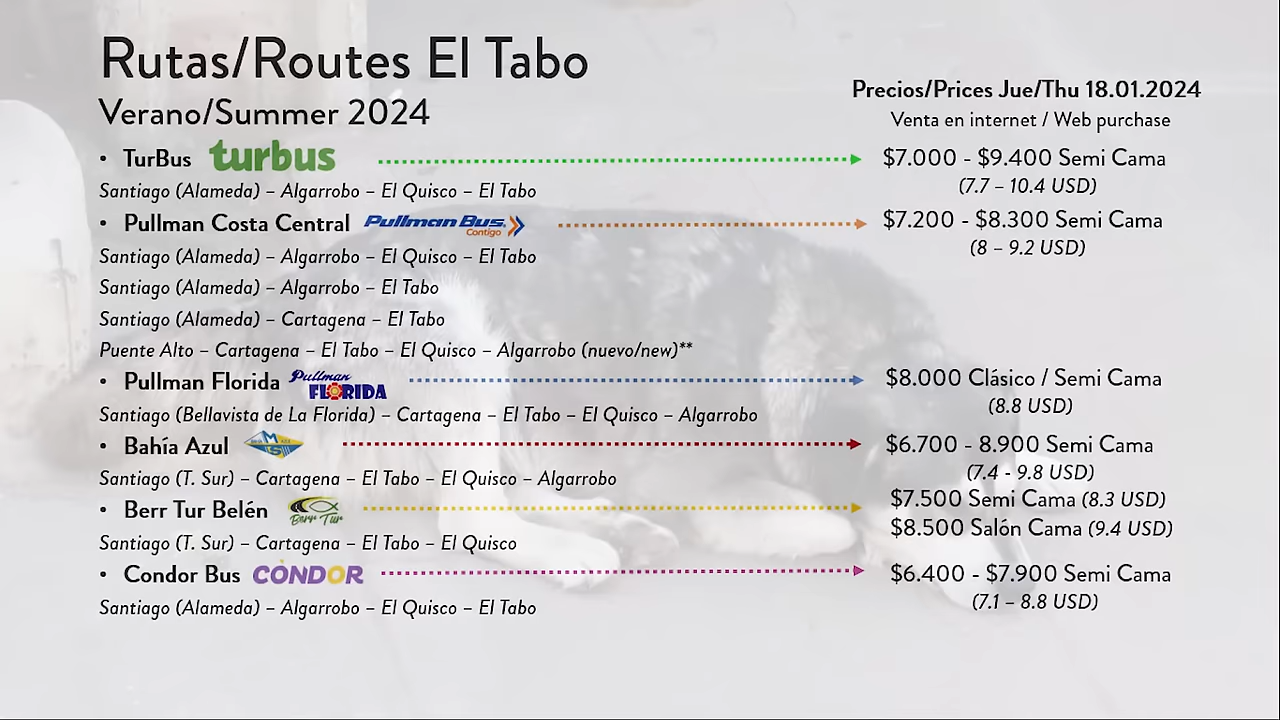 Rutas/Routes El Tabo
Verano/Summer 2024
Precios/Prices Jue/Thu 18.01.2024
Venta en internet / Web purchase
• TurBus turbus $7.000 - $9.400 Semi Cama
(7.7 – 10.4 USD)
Santiago (Alameda) – Algarrobo – El Quisco – El Tabo
• Pullman Costa Central Pullman Bus. Contigo $7.200 - $8.300 Semi Cama
(8 – 9.2 USD)
Santiago (Alameda) – Algarrobo – El Quisco – El Tabo
Santiago (Alameda) – Algarrobo – El Tabo
Santiago (Alameda) – Cartagena – El Tabo
Puente Alto – Cartagena – El Tabo – El Quisco – Algarrobo (nuevo/new)**
• Pullman Florida Pullman FLORIDA $8.000 Clásico / Semi Cama
(8.8 USD)
Santiago (Bellavista de La Florida) – Cartagena – El Tabo – El Quisco – Algarrobo
• Bahía Azul $6.700 - 8.900 Semi Cama
(7.4 - 9.8 USD)
Santiago (T. Sur) – Cartagena – El Tabo – El Quisco – Algarrobo
• Berr Tur Belén Berr Tur $7.500 Semi Cama (8.3 USD)
$8.500 Salón Cama (9.4 USD)
Santiago (T. Sur) – Cartagena – El Tabo – El Quisco
• Condor Bus CONDOR $6.400 - $7.900 Semi Cama
(7.1 – 8.8 USD)
Santiago (Alameda) – Algarrobo – El Quisco – El Tabo